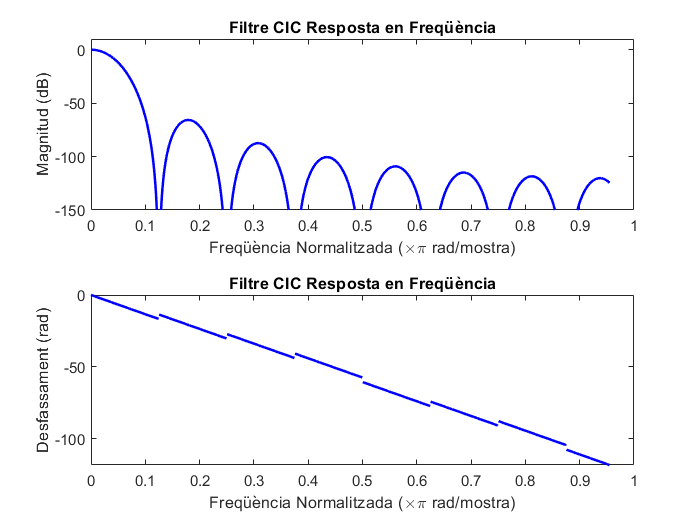 Filtre CIC Resposta en Freqüència
0
-50
-100
-150
Magnitud (dB)
0 0.1 0.2 0.3 0.4 0.5 0.6 0.7 0.8 0.9 1
Freqüència Normalitzada (×π rad/mostra)
Filtre CIC Resposta en Freqüència
0
-50
-100
Desfassament (rad)
0 0.1 0.2 0.3 0.4 0.5 0.6 0.7 0.8 0.9 1
Freqüència Normalitzada (×π rad/mostra)